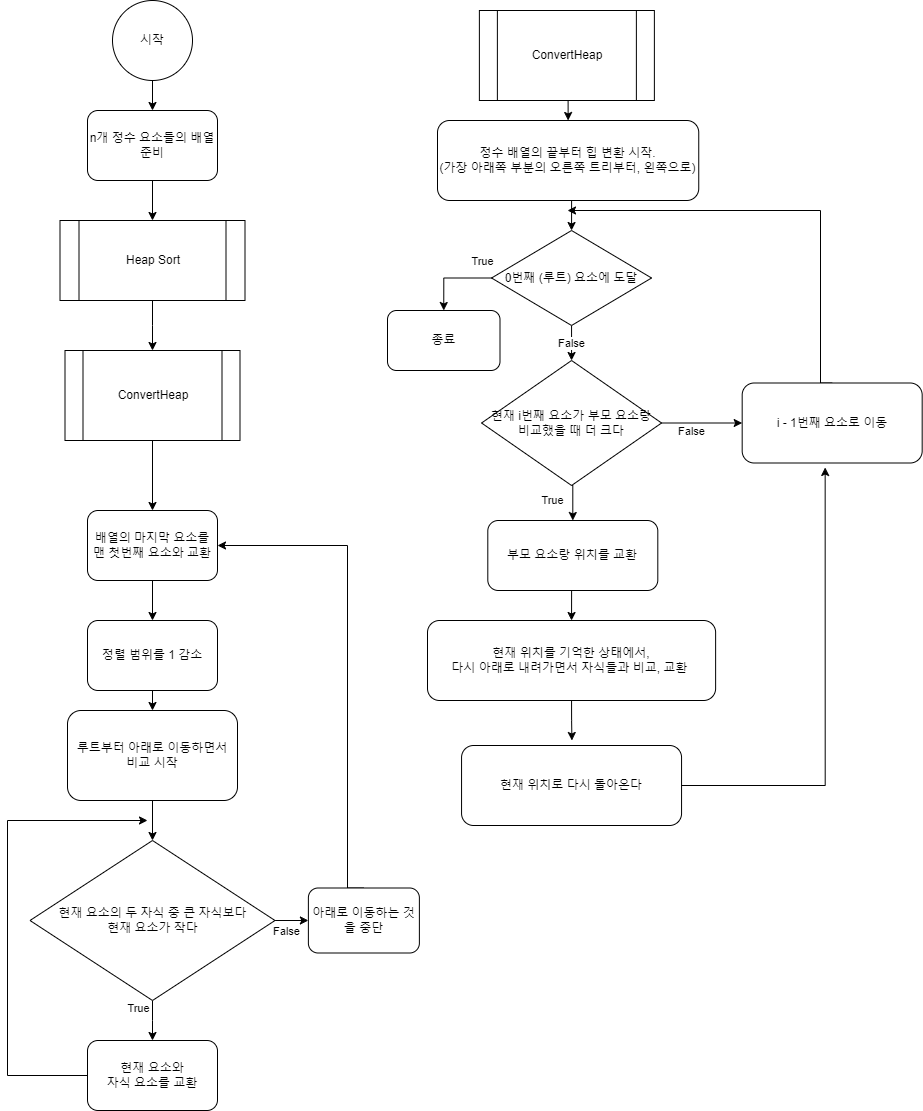 시작
n개 정수 요소들의 배열
준비
Heap Sort
ConvertHeap
배열의 마지막 요소를
맨 첫번째 요소와 교환
정렬 범위를 1 감소
루트부터 아래로 이동하면서
비교 시작
현재 요소의 두 자식 중 큰 자식보다
현재 요소가 작다
False
아래로 이동하는 것
을 중단
True
현재 요소와
자식 요소를 교환
ConvertHeap
정수 배열의 끝부터 힙 변환 시작.
(가장 아래쪽 부분의 오른쪽 트리부터, 왼쪽으로)
True
0번째 (루트) 요소에 도달
종료
False
현재 i번째 요소가 부모 요소랑
비교했을 때 더 크다
False
i - 1번째 요소로 이동
True
부모 요소랑 위치를 교환
현재 위치를 기억한 상태에서,
다시 아래로 내려가면서 자식들과 비교, 교환
현재 위치로 다시 돌아온다